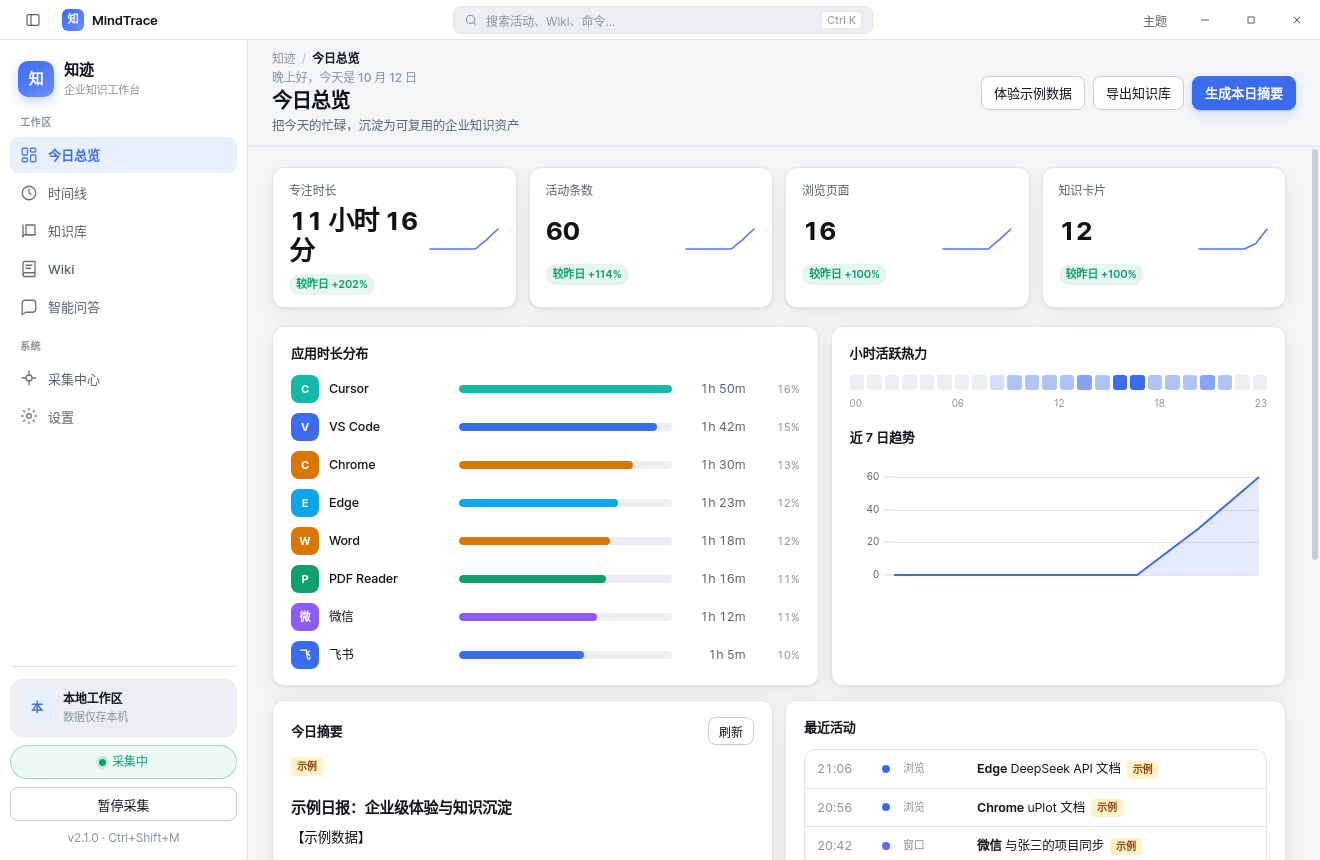 知 MindTrace
搜索活动、Wiki、命令… Ctrl K
主题
知 知迹
企业知识工作台
工作区
今日总览
时间线
知识库
Wiki
智能问答
系统
采集中心
设置
本 本地工作区
数据仅存本机
采集中
暂停采集
v2.1.0 · Ctrl+Shift+M
知迹 / 今日总览
晚上好，今天是 10 月 12 日
今日总览
把今天的忙碌，沉淀为可复用的企业知识资产
体验示例数据 导出知识库 生成本日摘要
专注时长
11 小时 16
分
较昨日 +202%
活动条数
60
较昨日 +114%
浏览页面
16
较昨日 +100%
知识卡片
12
较昨日 +100%
应用时长分布
C Cursor 1h 50m 16%
V VS Code 1h 42m 15%
C Chrome 1h 30m 13%
E Edge 1h 23m 12%
W Word 1h 18m 12%
P PDF Reader 1h 16m 11%
微 微信 1h 12m 11%
飞 飞书 1h 5m 10%
小时活跃热力
00 06 12 18 23
近 7 日趋势
60
40
20
0
今日摘要 刷新
示例
示例日报：企业级体验与知识沉淀
【示例数据】
最近活动
21:06 浏览 Edge DeepSeek API 文档 示例
20:56 浏览 Chrome uPlot 文档 示例
20:42 窗口 微信 与张三的项目同步 示例